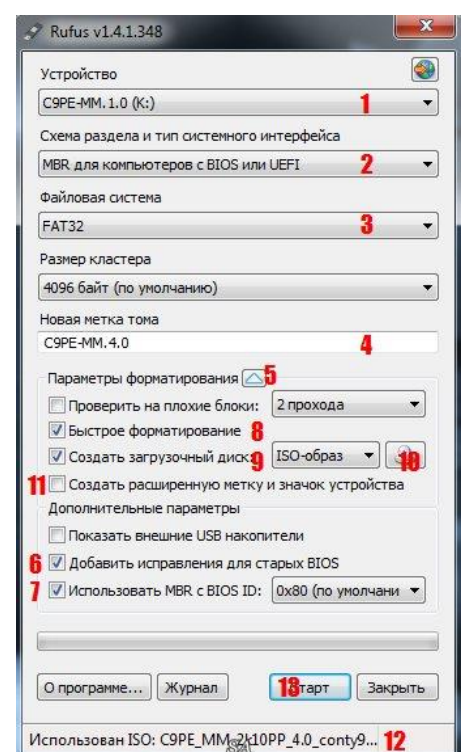 Rufus v1.4.1.348
Устройство
C9PE-MM.1.0 (K:) 1
Схема раздела и тип системного интерфейса
MBR для компьютеров с BIOS или UEFI 2
Файловая система
FAT32 3
Размер кластера
4096 байт (по умолчанию)
Новая метка тома
C9PE-MM.4.0 4
Параметры форматирования 5
Проверить на плохие блоки: 2 прохода
Быстрое форматирование 8
Создать загрузочный диск: 9 ISO-образ 10
11 Создать расширенную метку и значок устройства
Дополнительные параметры
Показать внешние USB накопители
6 Добавить исправления для старых BIOS
7 Использовать MBR с BIOS ID: 0x80 (по умолчани
О программе... Журнал 13 Старт Закрыть
Использован ISO: C9PE_MM_2k10PP_4.0_conty9... 12